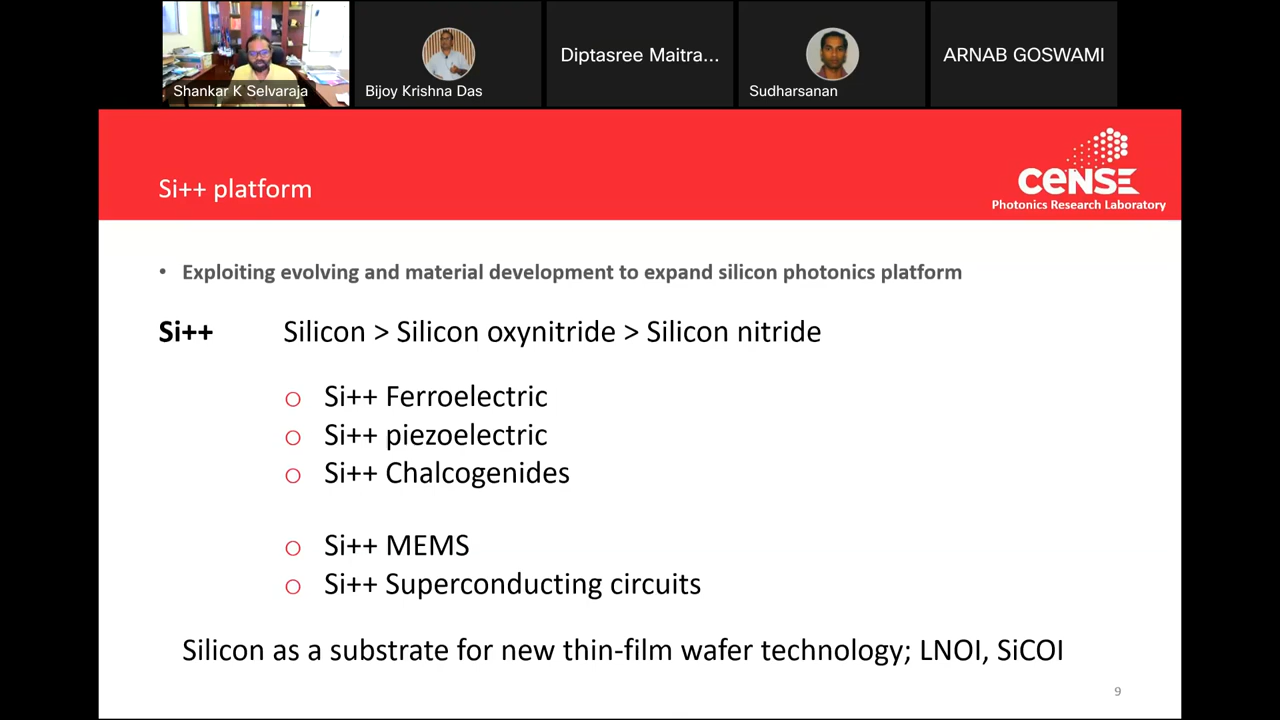 Shankar K Selvaraja
Bijoy Krishna Das
Diptasree Maitra...
Sudharsanan
ARNAB GOSWAMI
Si++ platform
CeNSE
Photonics Research Laboratory
• Exploiting evolving and material development to expand silicon photonics platform
Si++ Silicon > Silicon oxynitride > Silicon nitride
o Si++ Ferroelectric
o Si++ piezoelectric
o Si++ Chalcogenides
o Si++ MEMS
o Si++ Superconducting circuits
Silicon as a substrate for new thin-film wafer technology; LNOI, SiCOI
9